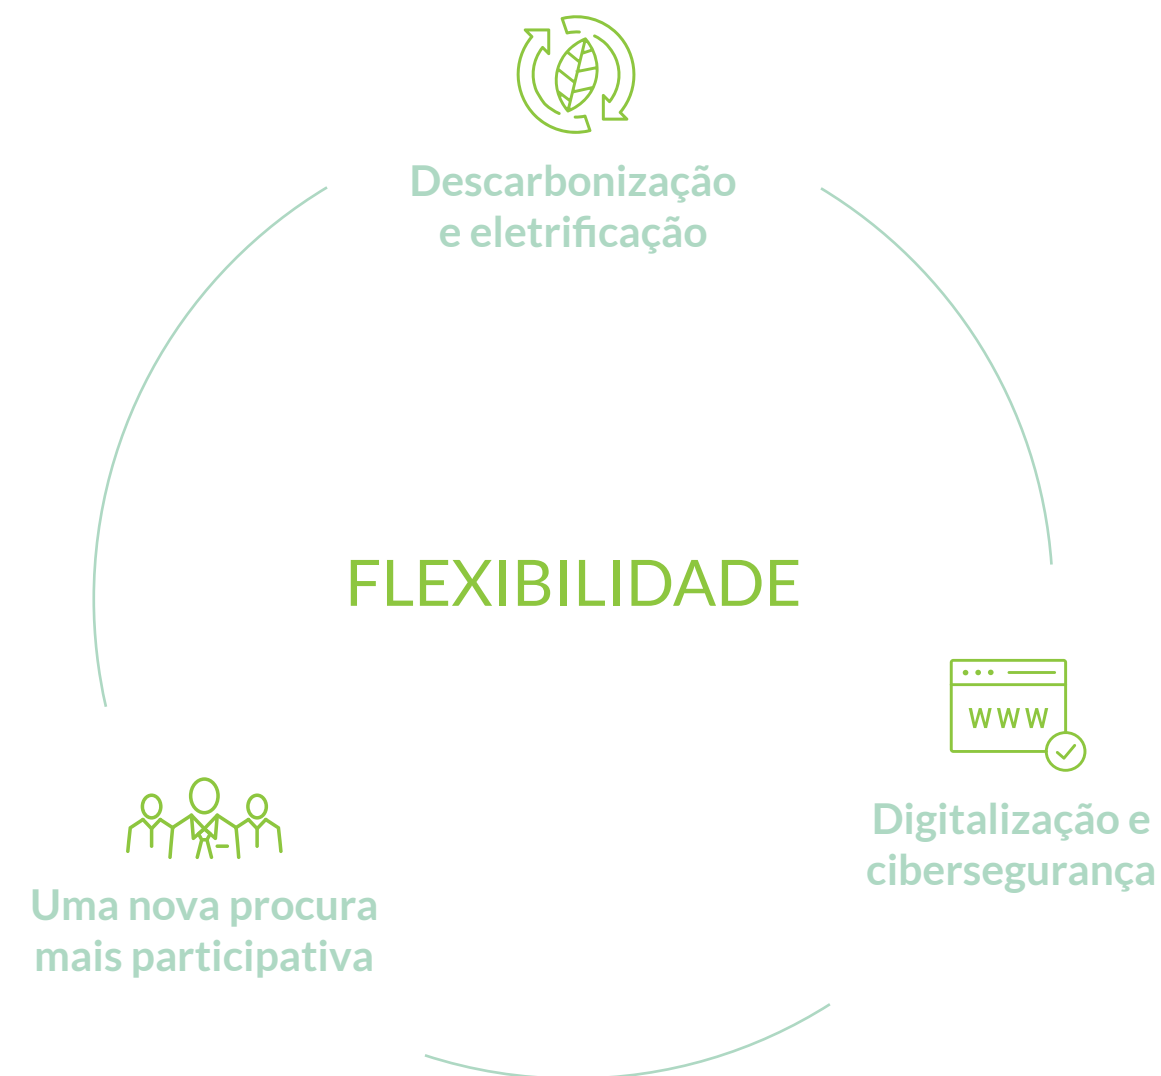 Descarbonização
e eletrificação
FLEXIBILIDADE
WWW
Digitalização e
cibersegurança
Uma nova procura
mais participativa